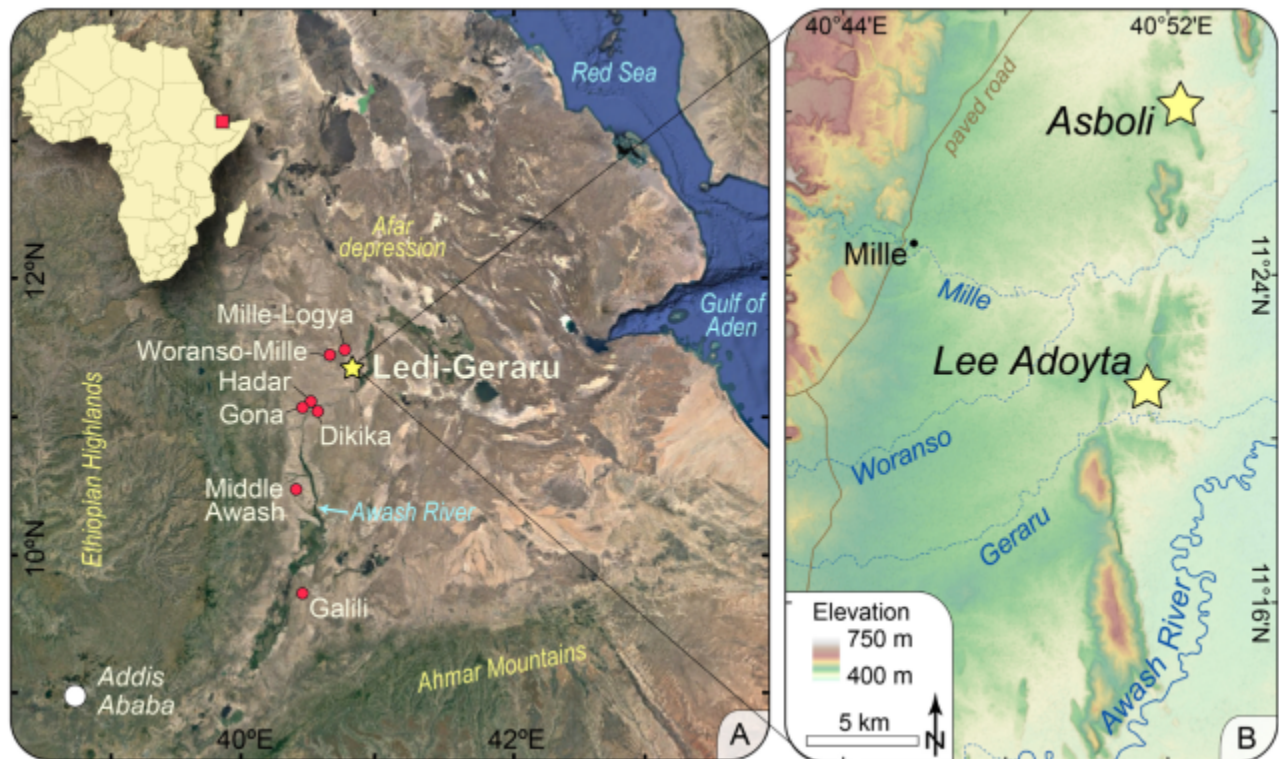 Red Sea
Afar
depression
12°N
Mille-Logya
Gulf of
Aden
Woranso-Mille
Ledi-Geraru
Hadar
Gona
Dikika
Ethiopian Highlands
Middle
Awash
Awash River
10°N
Galili
Ahmar Mountains
Addis
Ababa
40°E
42°E
A
40°44'E
40°52'E
paved road
Asboli
Mille
Mille
11°24'N
Lee Adoyta
Woranso
Geraru
11°16'N
Awash River
Elevation
750 m
400 m
5 km
N
B